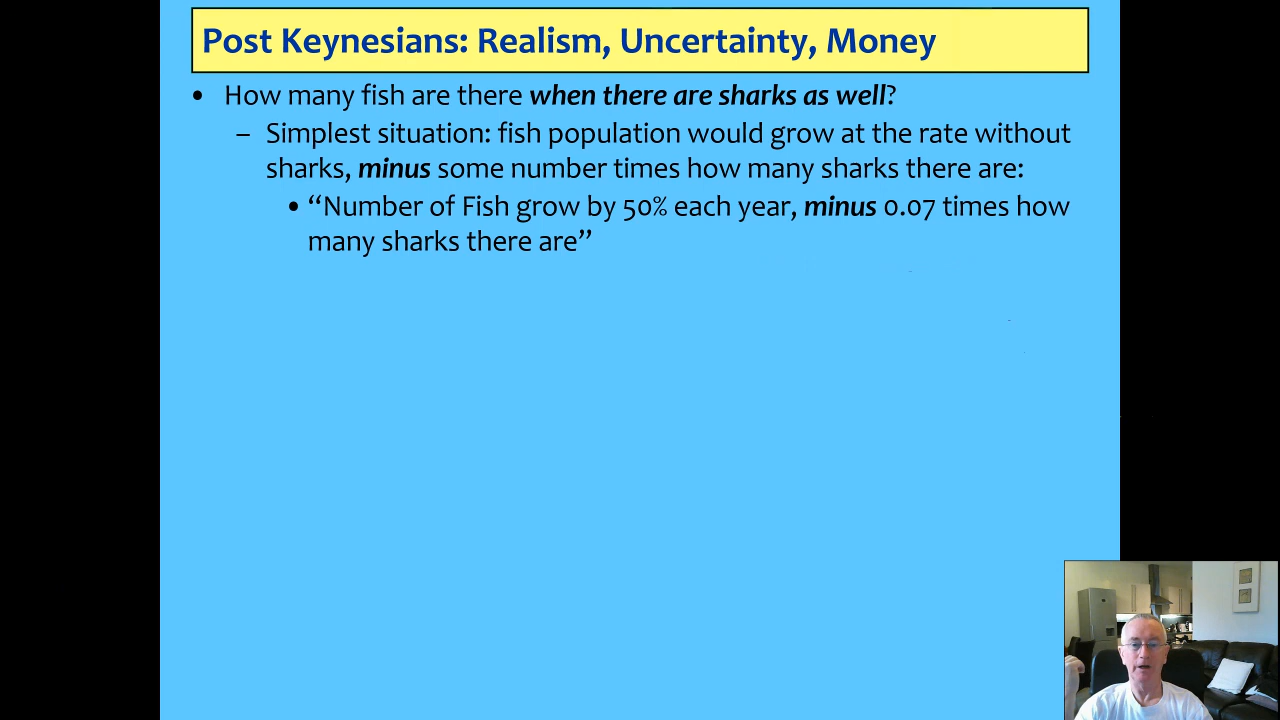 Post Keynesians: Realism, Uncertainty, Money
• How many fish are there when there are sharks as well?
– Simplest situation: fish population would grow at the rate without
sharks, minus some number times how many sharks there are:
• “Number of Fish grow by 50% each year, minus 0.07 times how
many sharks there are”